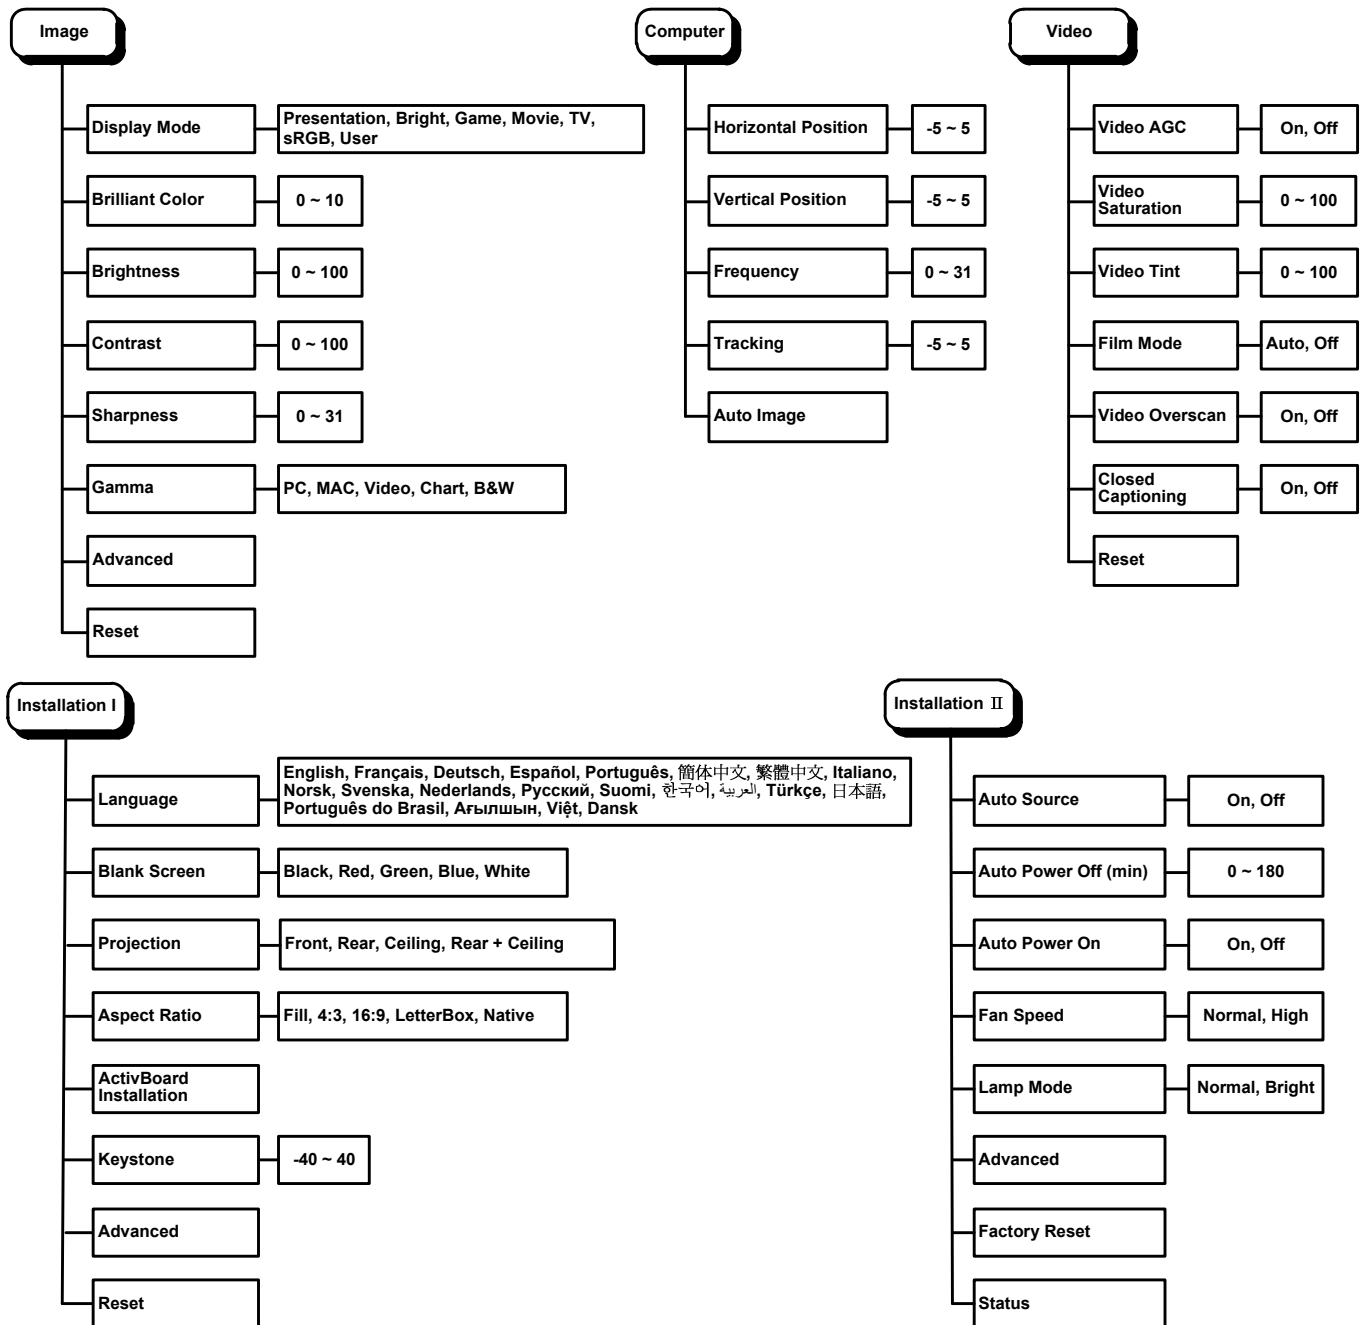 Image
Display Mode
Presentation, Bright, Game, Movie, TV,
sRGB, User
Brilliant Color
0 ~ 10
Brightness
0 ~ 100
Contrast
0 ~ 100
Sharpness
0 ~ 31
Gamma
PC, MAC, Video, Chart, B&W
Advanced
Reset
Computer
Horizontal Position
-5 ~ 5
Vertical Position
-5 ~ 5
Frequency
0 ~ 31
Tracking
-5 ~ 5
Auto Image
Video
Video AGC
On, Off
Video
Saturation
0 ~ 100
Video Tint
0 ~ 100
Film Mode
Auto, Off
Video Overscan
On, Off
Closed
Captioning
On, Off
Reset
Installation I
Language
English, Français, Deutsch, Español, Português, 簡体中文, 繁體中文, Italiano,
Norsk, Svenska, Nederlands, Русский, Suomi, 한국어, العربية, Türkçe, 日本語,
Português do Brasil, Ағылшын, Việt, Dansk
Blank Screen
Black, Red, Green, Blue, White
Projection
Front, Rear, Ceiling, Rear + Ceiling
Aspect Ratio
Fill, 4:3, 16:9, LetterBox, Native
ActivBoard
Installation
Keystone
-40 ~ 40
Advanced
Reset
Installation II
Auto Source
On, Off
Auto Power Off (min)
0 ~ 180
Auto Power On
On, Off
Fan Speed
Normal, High
Lamp Mode
Normal, Bright
Advanced
Factory Reset
Status